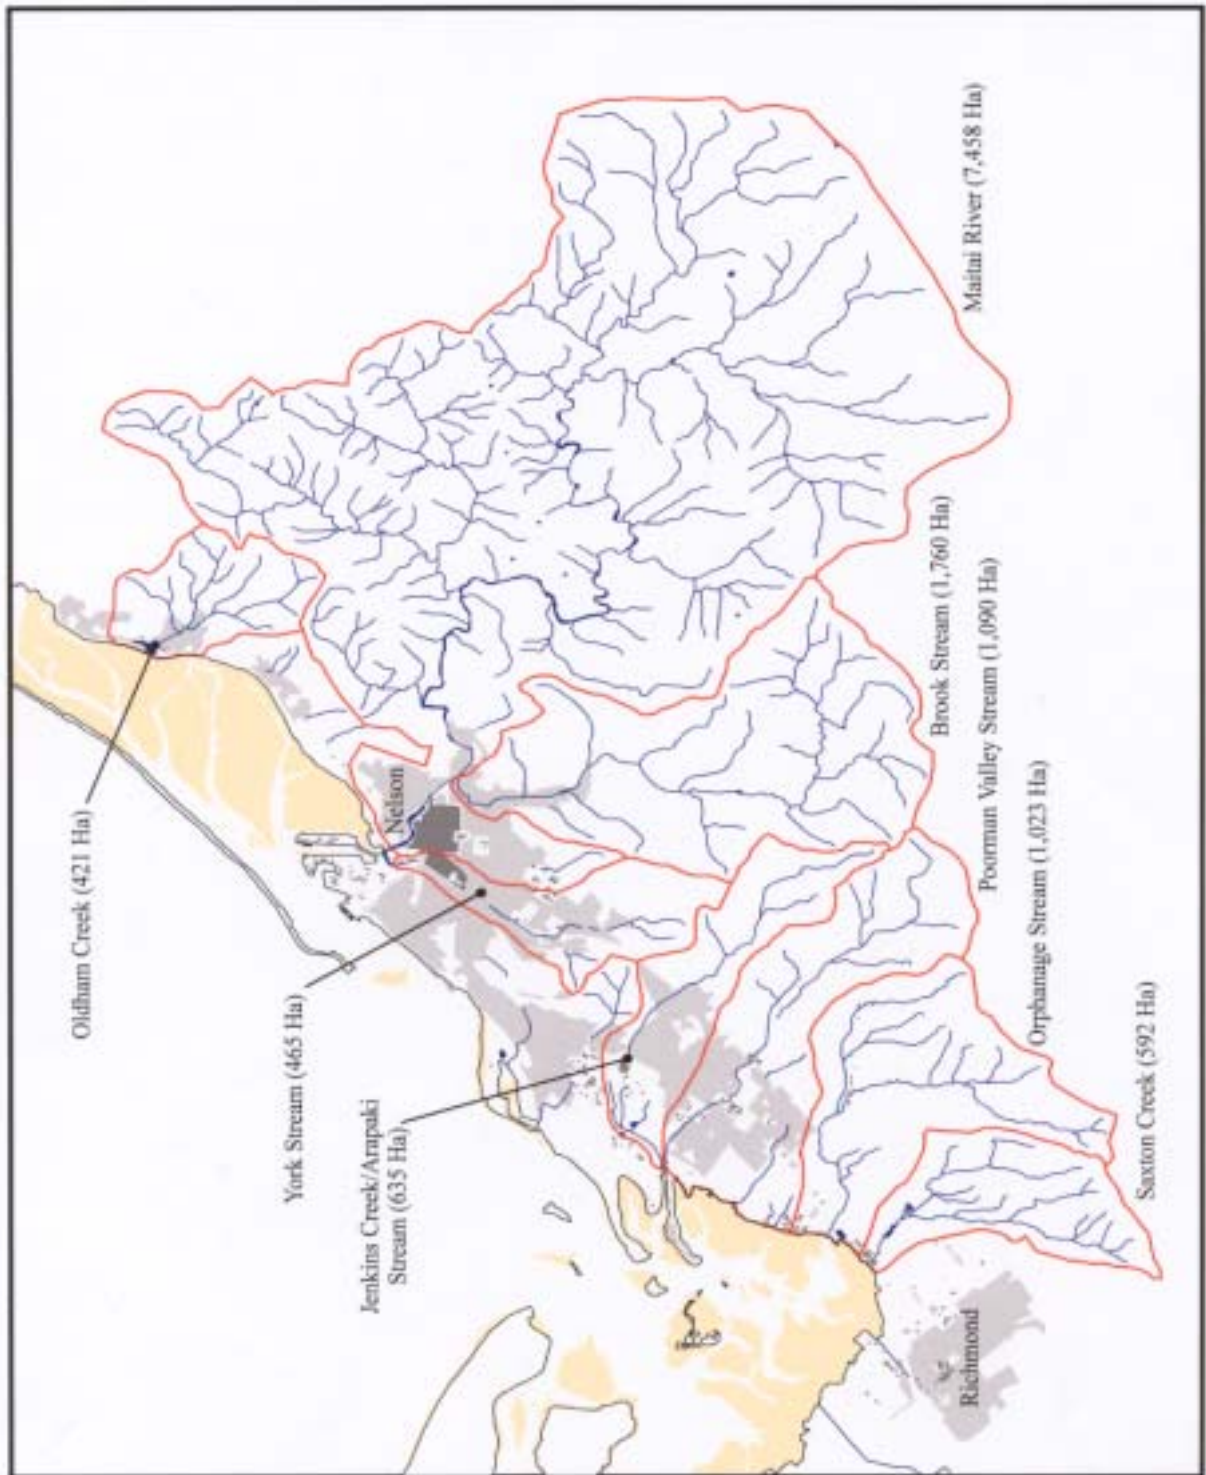 Oldham Creek (421 Ha)
York Stream (465 Ha)
Jenkins Creek/Arapaki
Stream (635 Ha)
Nelson
Richmond
Maitai River (7,458 Ha)
Brook Stream (1,760 Ha)
Poorman Valley Stream (1,090 Ha)
Orphanage Stream (1,023 Ha)
Saxton Creek (592 Ha)